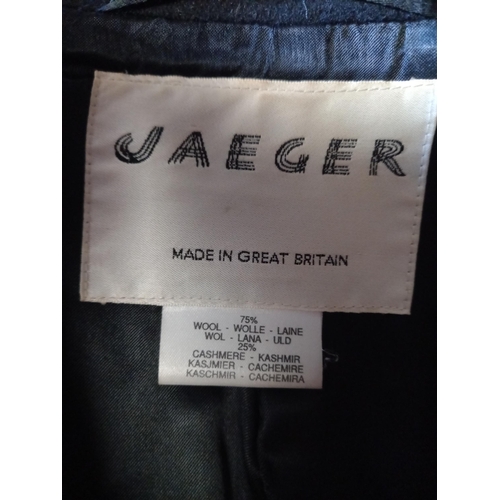 JAEGER
MADE IN GREAT BRITAIN
75%
WOOL - WOLLE - LAINE
WOL - LANA - ULD
25%
CASHMERE - KASHMIR
KASJMIER - CACHEMIRE
KASCHMIR - CACHEMIRA